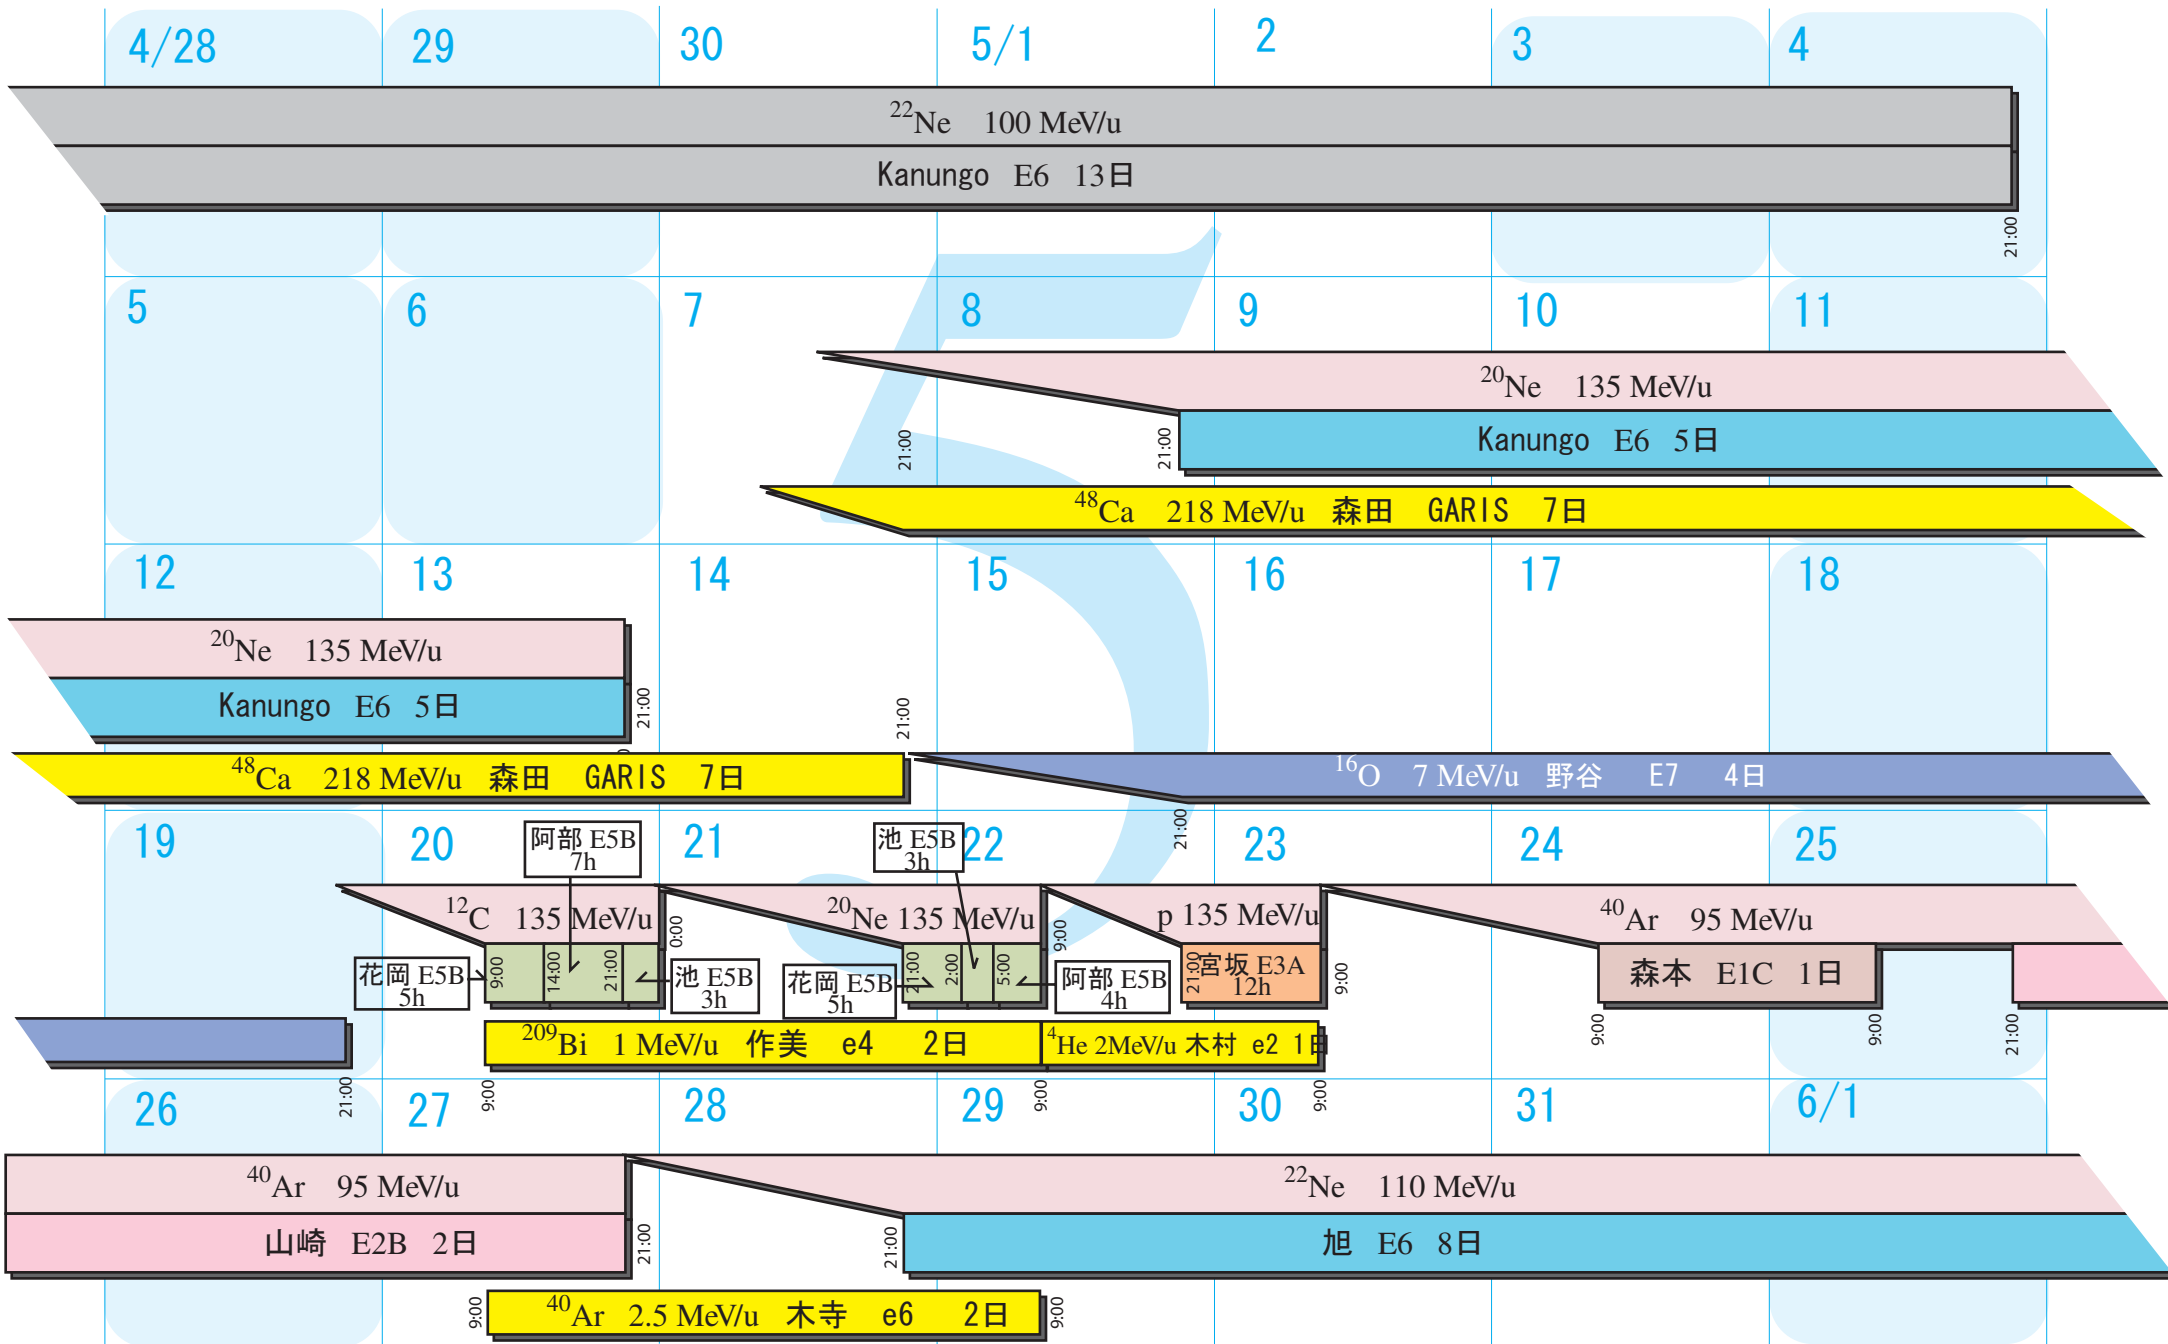 4/28 29 30 5/1 2 3 4
22Ne 100 MeV/u
Kanungo E6 13日
21:00
5 6 7 8 9 10 11
20Ne 135 MeV/u
21:00 21:00 Kanungo E6 5日
48Ca 218 MeV/u 森田 GARIS 7日
5
12 13 14 15 16 17 18
20Ne 135 MeV/u
Kanungo E6 5日 21:00 21:00
48Ca 218 MeV/u 森田 GARIS 7日
16O 7 MeV/u 野谷 E7 4日
21:00
19 20 21 22 23 24 25
阿部 E5B
7h
池 E5B
3h
12C 135 MeV/u
0:00
20Ne 135 MeV/u
9:00
p 135 MeV/u
40Ar 95 MeV/u
花岡 E5B
5h
9:00 14:00 21:00
池 E5B
3h
花岡 E5B
5h
21:00 2:00 5:00
阿部 E5B
4h
21:00
宮坂 E3A
12h
9:00
森本 E1C 1日
9:00 9:00 21:00
209Bi 1 MeV/u 作美 e4 2日
4He 2MeV/u 木村 e2 1日
21:00 9:00 9:00 9:00
26 27 28 29 30 31 6/1
40Ar 95 MeV/u
22Ne 110 MeV/u
山崎 E2B 2日
21:00 21:00
旭 E6 8日
9:00
40Ar 2.5 MeV/u 木寺 e6 2日
9:00